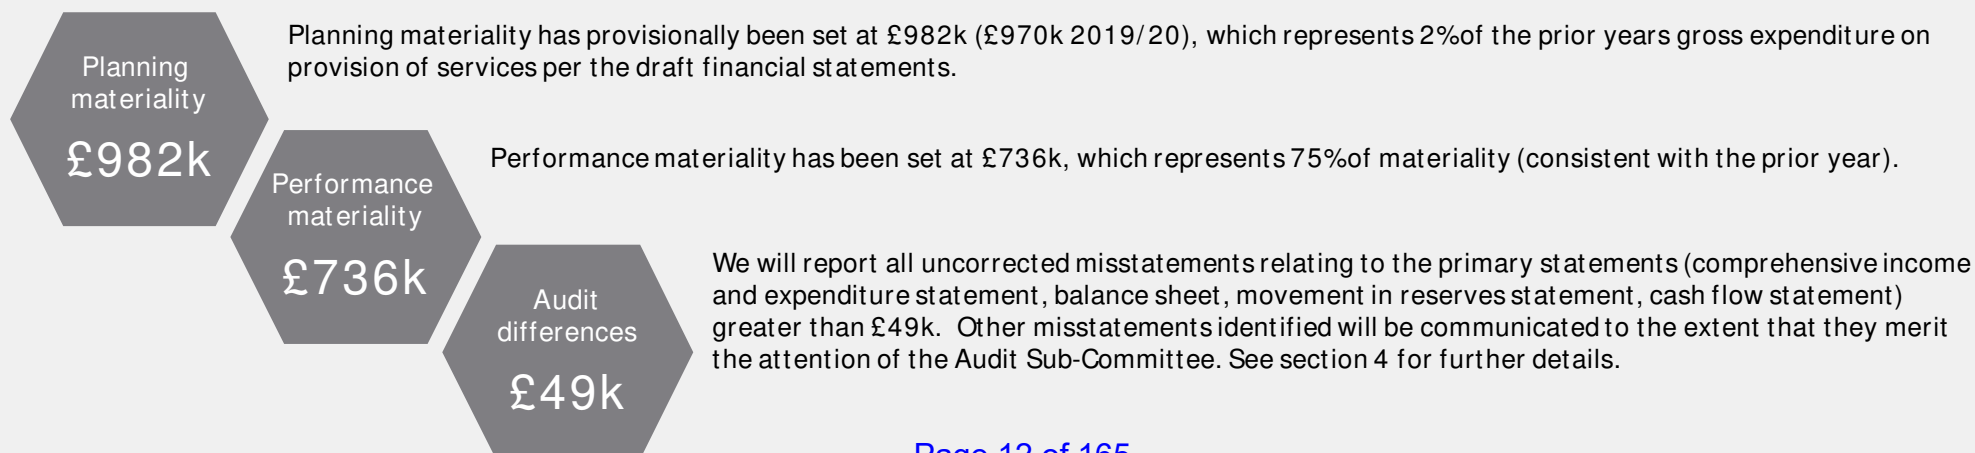 Planning
materiality
£982k
Planning materiality has provisionally been set at £982k (£970k 2019/20), which represents 2% of the prior years gross expenditure on
provision of services per the draft financial statements.
Performance
materiality
£736k
Performance materiality has been set at £736k, which represents 75% of materiality (consistent with the prior year).
Audit
differences
£49k
We will report all uncorrected misstatements relating to the primary statements (comprehensive income
and expenditure statement, balance sheet, movement in reserves statement, cash flow statement)
greater than £49k. Other misstatements identified will be communicated to the extent that they merit
the attention of the Audit Sub-Committee. See section 4 for further details.
Page 12 of 165